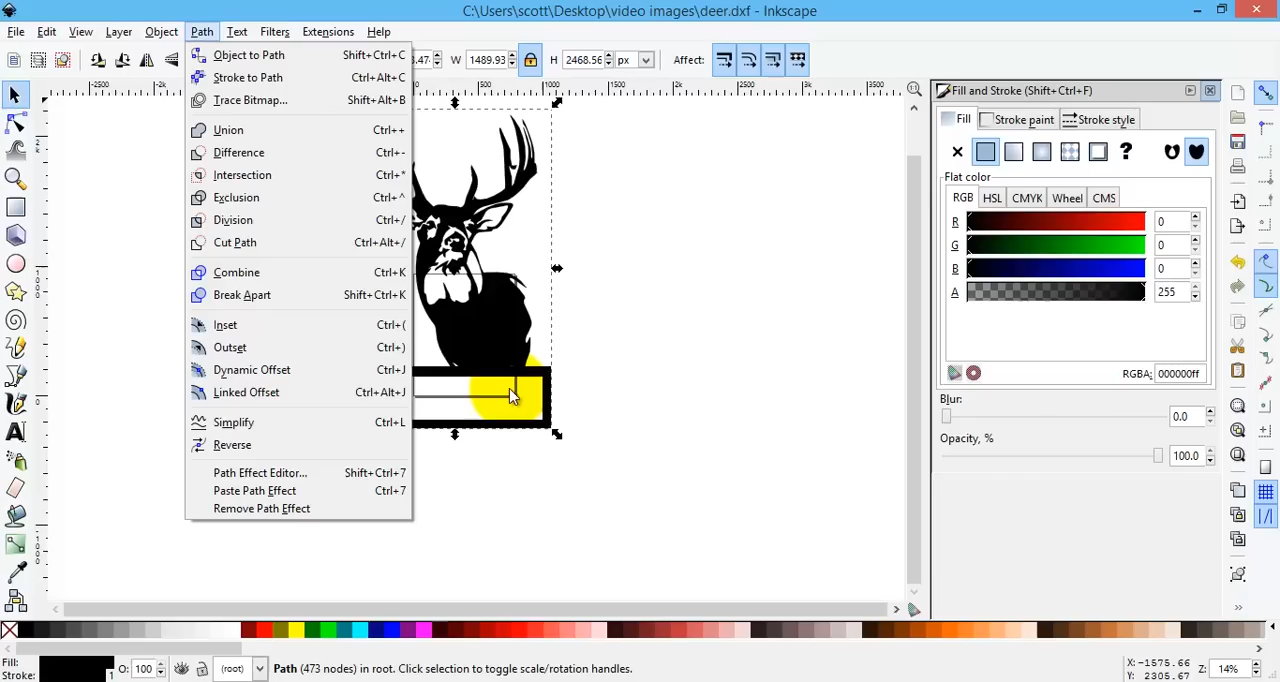 C:\Users\scott\Desktop\video images\deer.dxf - Inkscape
File Edit View Layer Object Path Text Filters Extensions Help
W 1489.93 H 2468.56 px Affect:
Object to Path Shift+Ctrl+C
Stroke to Path Ctrl+Alt+C
Trace Bitmap... Shift+Alt+B
Union Ctrl++
Difference Ctrl+-
Intersection Ctrl+*
Exclusion Ctrl+^
Division Ctrl+/
Cut Path Ctrl+Alt+/
Combine Ctrl+K
Break Apart Shift+Ctrl+K
Inset Ctrl+(
Outset Ctrl+)
Dynamic Offset Ctrl+J
Linked Offset Ctrl+Alt+J
Simplify Ctrl+L
Reverse
Path Effect Editor... Shift+Ctrl+7
Paste Path Effect Ctrl+7
Remove Path Effect
Fill and Stroke (Shift+Ctrl+F)
Fill Stroke paint Stroke style
Flat color
RGB HSL CMYK Wheel CMS
R 0
G 0
B 0
A 255
RGBA: 000000ff
Blur:
0.0
Opacity, %
100.0
Fill:
Stroke: 1
O: 100
(root)
Path (473 nodes) in root. Click selection to toggle scale/rotation handles.
X: -1575.66
Y: 2305.67
Z: 14%